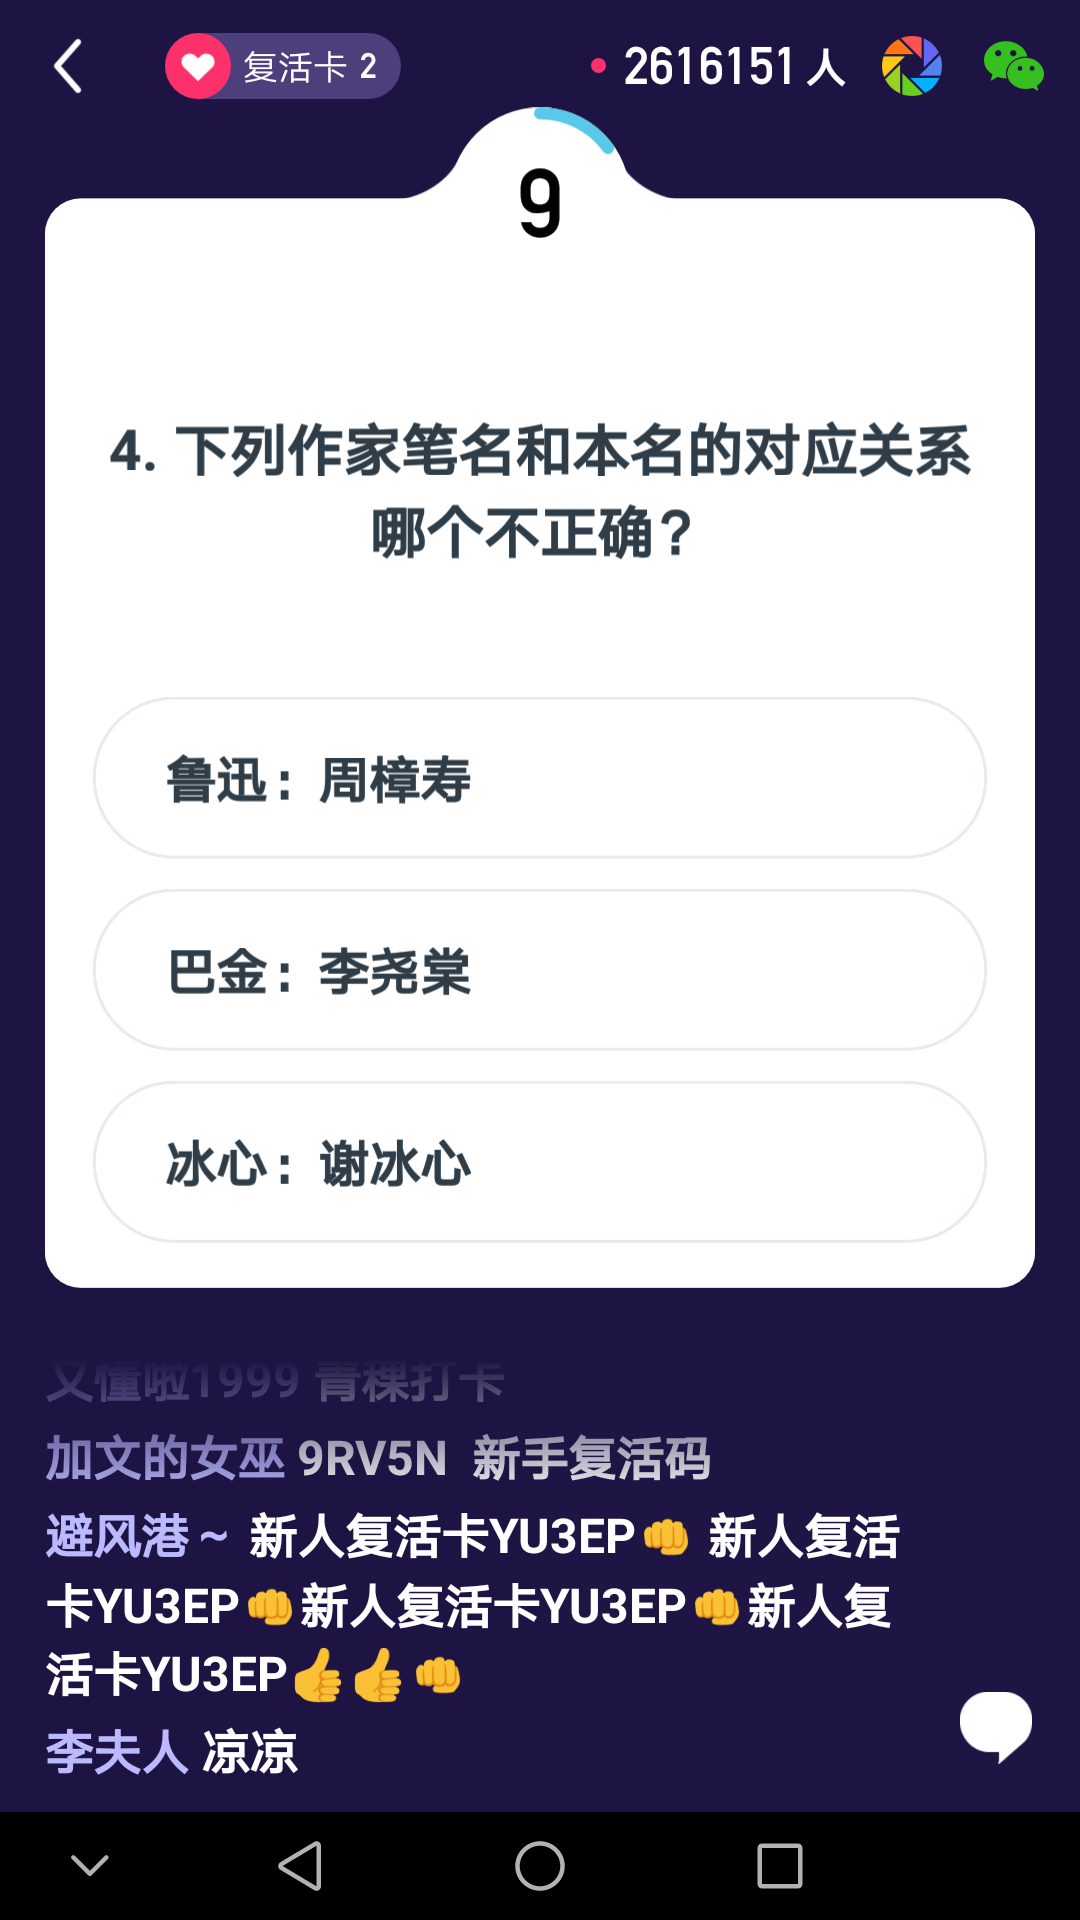 复活卡 2
2616151 人
9
4. 下列作家笔名和本名的对应关系
哪个不正确？
鲁迅：周樟寿
巴金：李尧棠
冰心：谢冰心
又懂啦1999 青稞打卡
加文的女巫 9RV5N 新手复活码
避风港～ 新人复活卡YU3EP👊 新人复活
卡YU3EP👊新人复活卡YU3EP👊新人复
活卡YU3EP👍👍👊
李夫人 凉凉